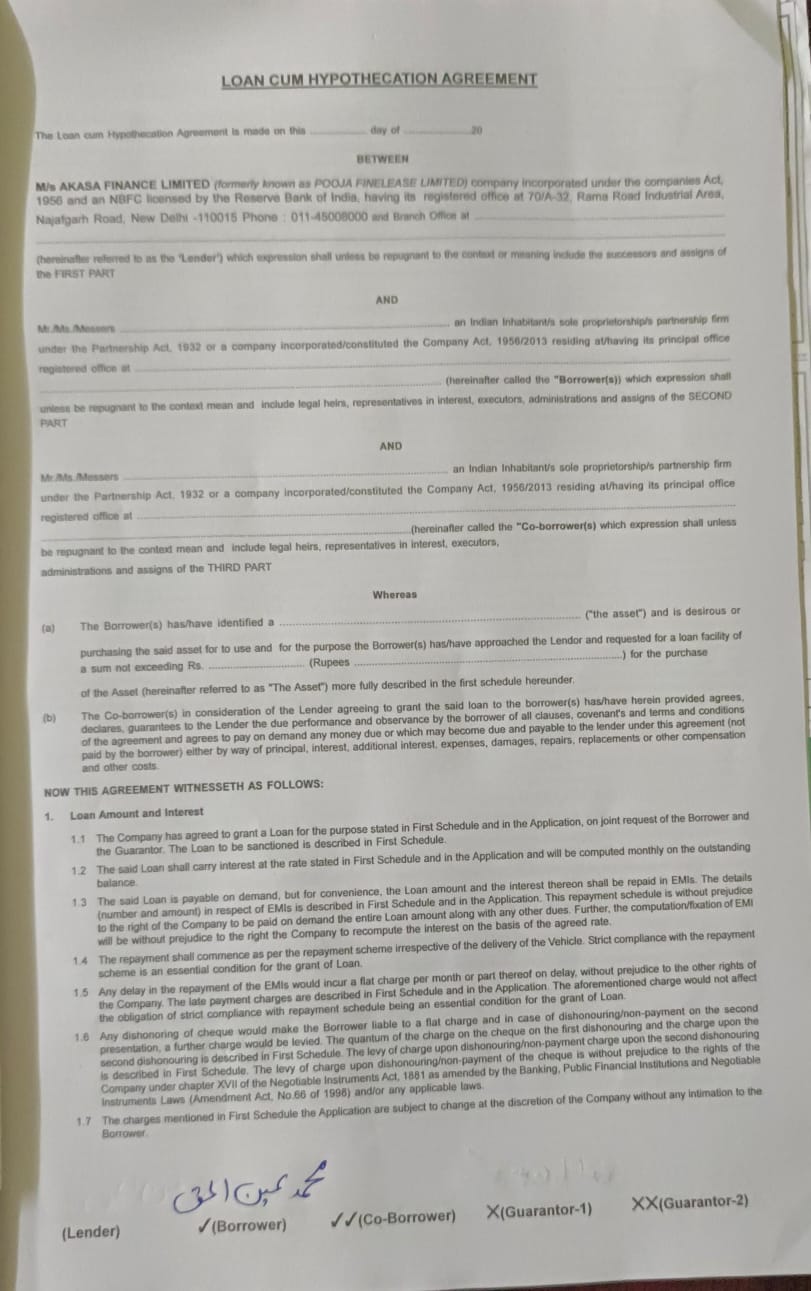 LOAN CUM HYPOTHECATION AGREEMENT
The Loan cum Hypothecation Agreement is made on this ................ day of ...................20
BETWEEN
M/s AKASA FINANCE LIMITED (formerly known as POOJA FINELEASE LIMITED) company incorporated under the companies Act,
1956 and an NBFC licensed by the Reserve Bank of India, having its registered office at 70/A-32, Rama Road Industrial Area,
Najafgarh Road, New Delhi -110015 Phone : 011-45008000 and Branch Office at
(hereinafter referred to as the 'Lender') which expression shall unless be repugnant to the context or meaning include the successors and assigns of
the FIRST PART
AND
Mr./Ms./Messers ................ an Indian Inhabitant/s sole proprietorship/s partnership firm
under the Partnership Act, 1932 or a company incorporated/constituted the Company Act, 1956/2013 residing at/having its principal office
registered office at
................ (hereinafter called the "Borrower(s)) which expression shall
unless be repugnant to the context mean and include legal heirs, representatives in interest, executors, administrations and assigns of the SECOND
PART
AND
Mr./Ms./Messers ................ an Indian Inhabitant/s sole proprietorship/s partnership firm
under the Partnership Act, 1932 or a company incorporated/constituted the Company Act, 1956/2013 residing at/having its principal office
registered office at ................
................(hereinafter called the "Co-borrower(s) which expression shall unless
be repugnant to the context mean and include legal heirs, representatives in interest, executors,
administrations and assigns of the THIRD PART
Whereas
(a) The Borrower(s) has/have identified a ................ ("the asset") and is desirous or
purchasing the said asset for to use and for the purpose the Borrower(s) has/have approached the Lendor and requested for a loan facility of
a sum not exceeding Rs. ................ (Rupees ................) for the purchase
of the Asset (hereinafter referred to as "The Asset") more fully described in the first schedule hereunder.
(b) The Co-borrower(s) in consideration of the Lender agreeing to grant the said loan to the borrower(s) has/have herein provided agrees,
declares, guarantees to the Lender the due performance and observance by the borrower of all clauses, covenant's and terms and conditions
of the agreement and agrees to pay on demand any money due or which may become due and payable to the lender under this agreement (not
paid by the borrower) either by way of principal, interest, additional interest, expenses, damages, repairs, replacements or other compensation
and other costs.
NOW THIS AGREEMENT WITNESSETH AS FOLLOWS:
1. Loan Amount and Interest
1.1 The Company has agreed to grant a Loan for the purpose stated in First Schedule and in the Application, on joint request of the Borrower and
the Guarantor. The Loan to be sanctioned is described in First Schedule.
1.2 The said Loan shall carry interest at the rate stated in First Schedule and in the Application and will be computed monthly on the outstanding
balance.
1.3 The said Loan is payable on demand, but for convenience, the Loan amount and the interest thereon shall be repaid in EMIs. The details
(number and amount) in respect of EMIs is described in First Schedule and in the Application. This repayment schedule is without prejudice
to the right of the Company to be paid on demand the entire Loan amount along with any other dues. Further, the computation/fixation of EMI
will be without prejudice to the right the Company to recompute the interest on the basis of the agreed rate.
1.4 The repayment shall commence as per the repayment scheme irrespective of the delivery of the Vehicle. Strict compliance with the repayment
scheme is an essential condition for the grant of Loan.
1.5 Any delay in the repayment of the EMIs would incur a flat charge per month or part thereof on delay, without prejudice to the other rights of
the Company. The late payment charges are described in First Schedule and in the Application. The aforementioned charge would not affect
the obligation of strict compliance with repayment schedule being an essential condition for the grant of Loan.
1.6 Any dishonoring of cheque would make the Borrower liable to a flat charge and in case of dishonouring/non-payment on the second
presentation, a further charge would be levied. The quantum of the charge on the cheque on the first dishonouring and the charge upon the
second dishonouring is described in First Schedule. The levy of charge upon dishonouring/non-payment charge upon the second dishonouring
is described in First Schedule. The levy of charge upon dishonouring/non-payment of the cheque is without prejudice to the rights of the
Company under chapter XVII of the Negotiable Instruments Act, 1881 as amended by the Banking, Public Financial Institutions and Negotiable
Instruments Laws (Amendment Act, No.66 of 1998) and/or any applicable laws.
1.7 The charges mentioned in First Schedule the Application are subject to change at the discretion of the Company without any intimation to the
Borrower.
محمد مبین الحق
(Lender) ✓(Borrower) ✓✓(Co-Borrower) X(Guarantor-1) XX(Guarantor-2)